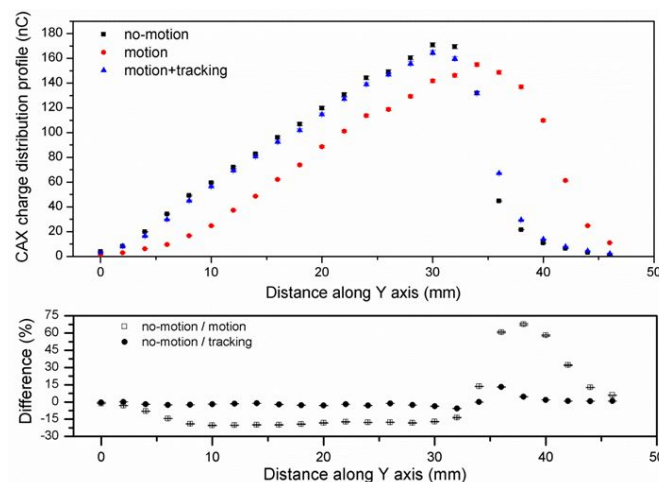 CAX charge distribution profile (nC)
180
160
140
120
100
80
60
40
20
0
no-motion
motion
motion+tracking
0 10 20 30 40 50
Distance along Y axis (mm)
Difference (%)
75
60
45
30
15
0
-15
-30
no-motion / motion
no-motion / tracking
0 10 20 30 40 50
Distance along Y axis (mm)